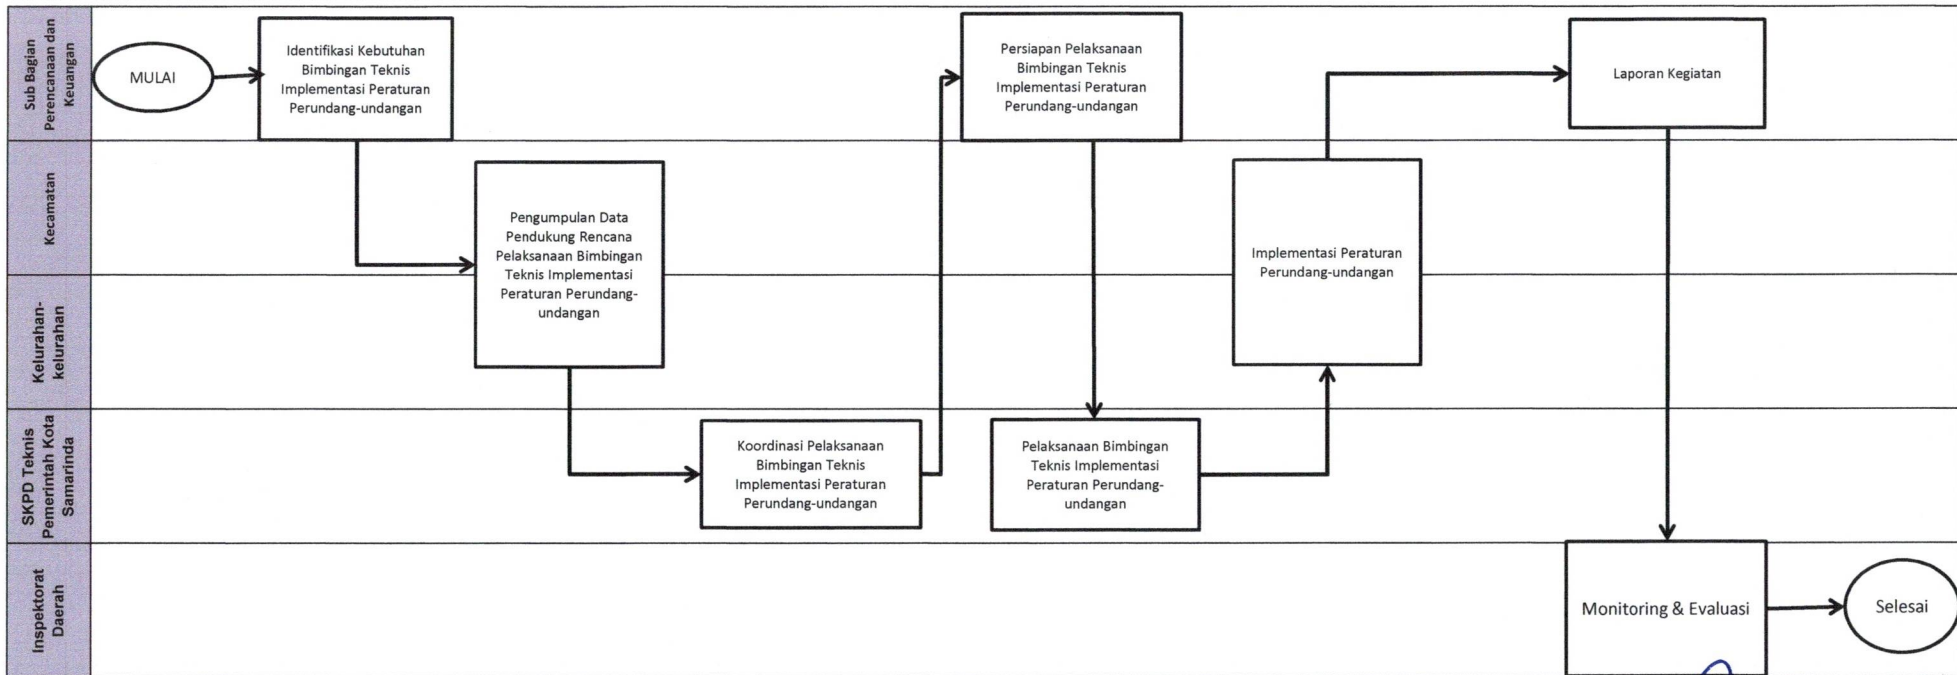 Sub Bagian
Perencanaan dan
Keuangan
MULAI
Identifikasi Kebutuhan
Bimbingan Teknis
Implementasi Peraturan
Perundang-undangan
Persiapan Pelaksanaan
Bimbingan Teknis
Implementasi Peraturan
Perundang-undangan
Laporan Kegiatan
Kecamatan
Pengumpulan Data
Pendukung Rencana
Pelaksanaan Bimbingan
Teknis Implementasi
Peraturan Perundang-
undangan
Implementasi Peraturan
Perundang-undangan
Kelurahan-
kelurahan
SKPD Teknis
Pemerintah Kota
Samarinda
Koordinasi Pelaksanaan
Bimbingan Teknis
Implementasi Peraturan
Perundang-undangan
Pelaksanaan Bimbingan
Teknis Implementasi
Peraturan Perundang-
undangan
Inspektorat
Daerah
Monitoring & Evaluasi
Selesai